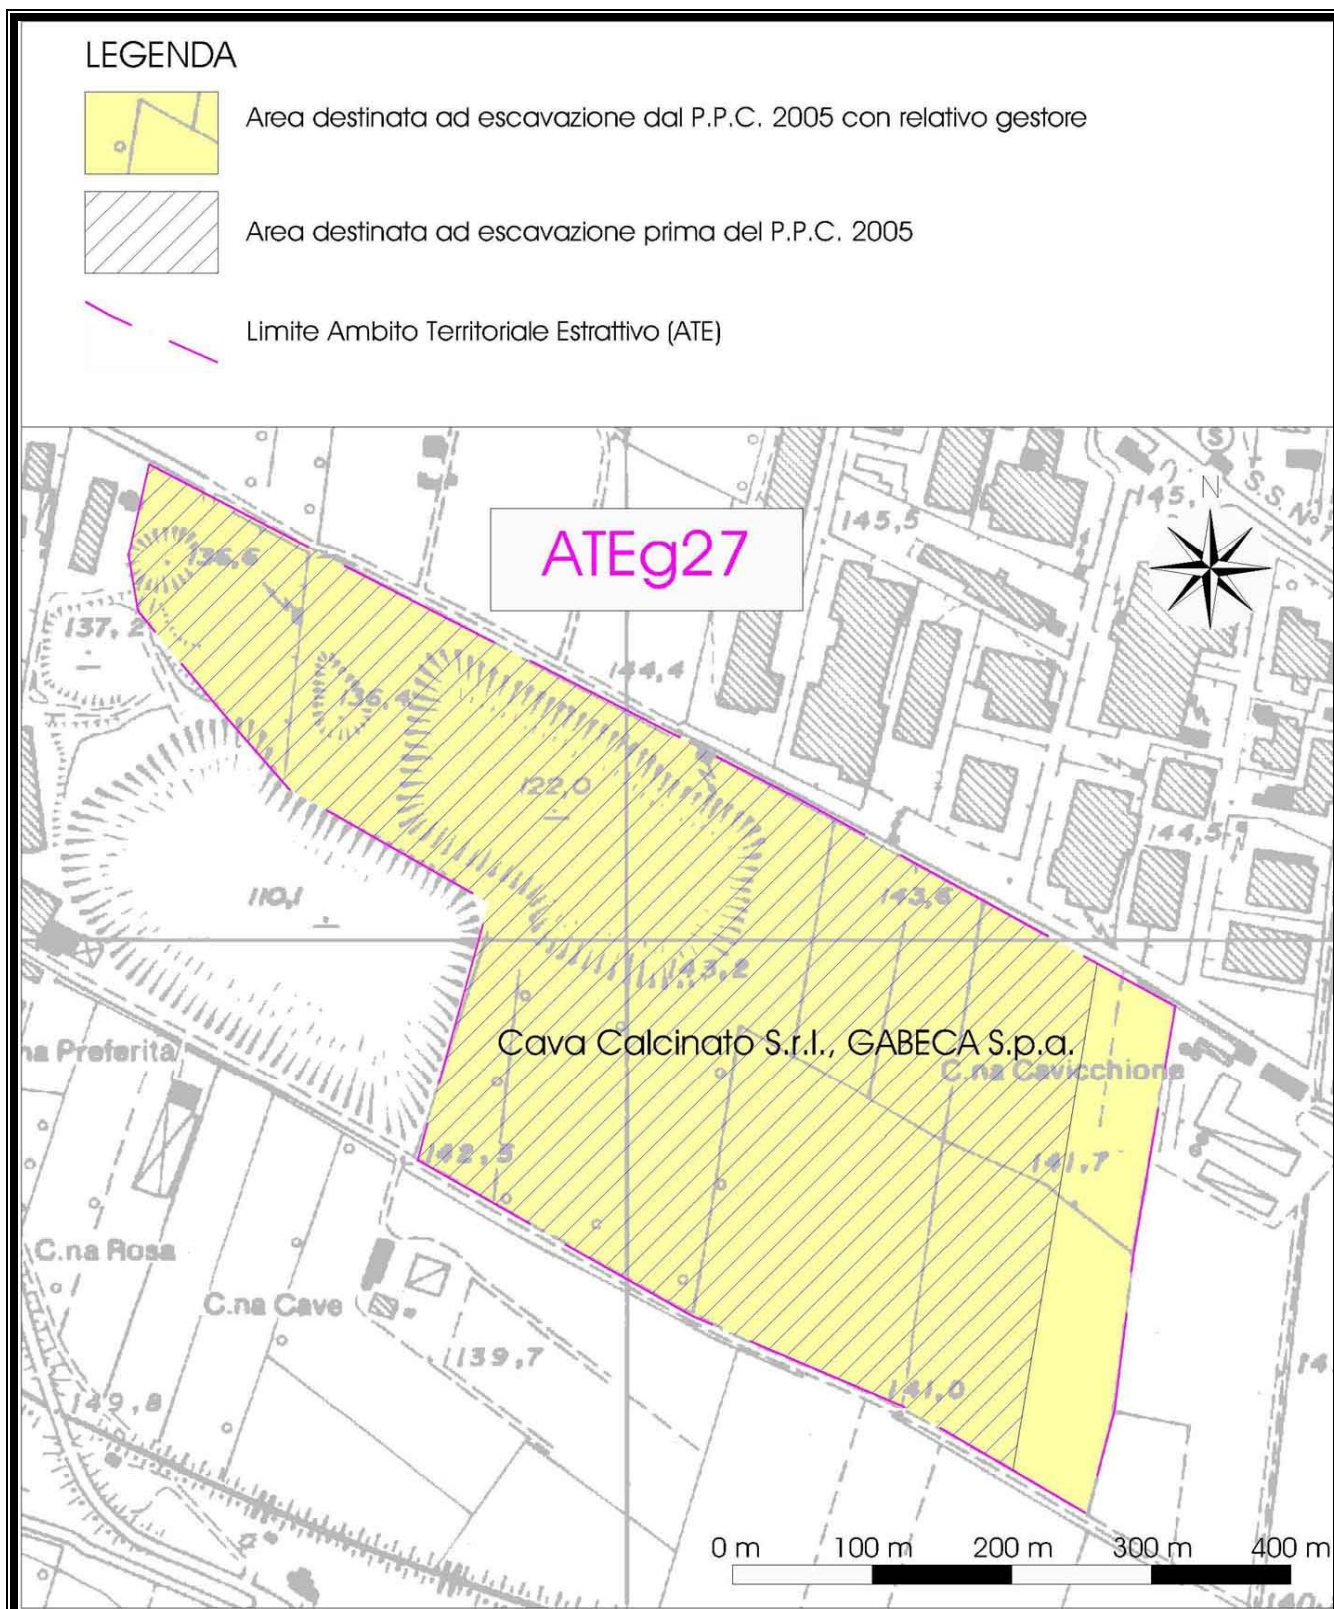 LEGENDA
Area destinata ad escavazione dal P.P.C. 2005 con relativo gestore
Area destinata ad escavazione prima del P.P.C. 2005
Limite Ambito Territoriale Estrattivo (ATE)
S
S.S. N.
N
145,
145,5
ATEg27
136,6
137,2
144,4
136,4
122,0
144,5
110,1
143,6
143,2
Cava Calcinato S.r.l., GABECA S.p.a.
na Preferita
C.na Cavicchione
142,5
141,7
C.na Rosa
C.na Cave
139,7
14
141,0
149,8
0 m 100 m 200 m 300 m 400 m
140,